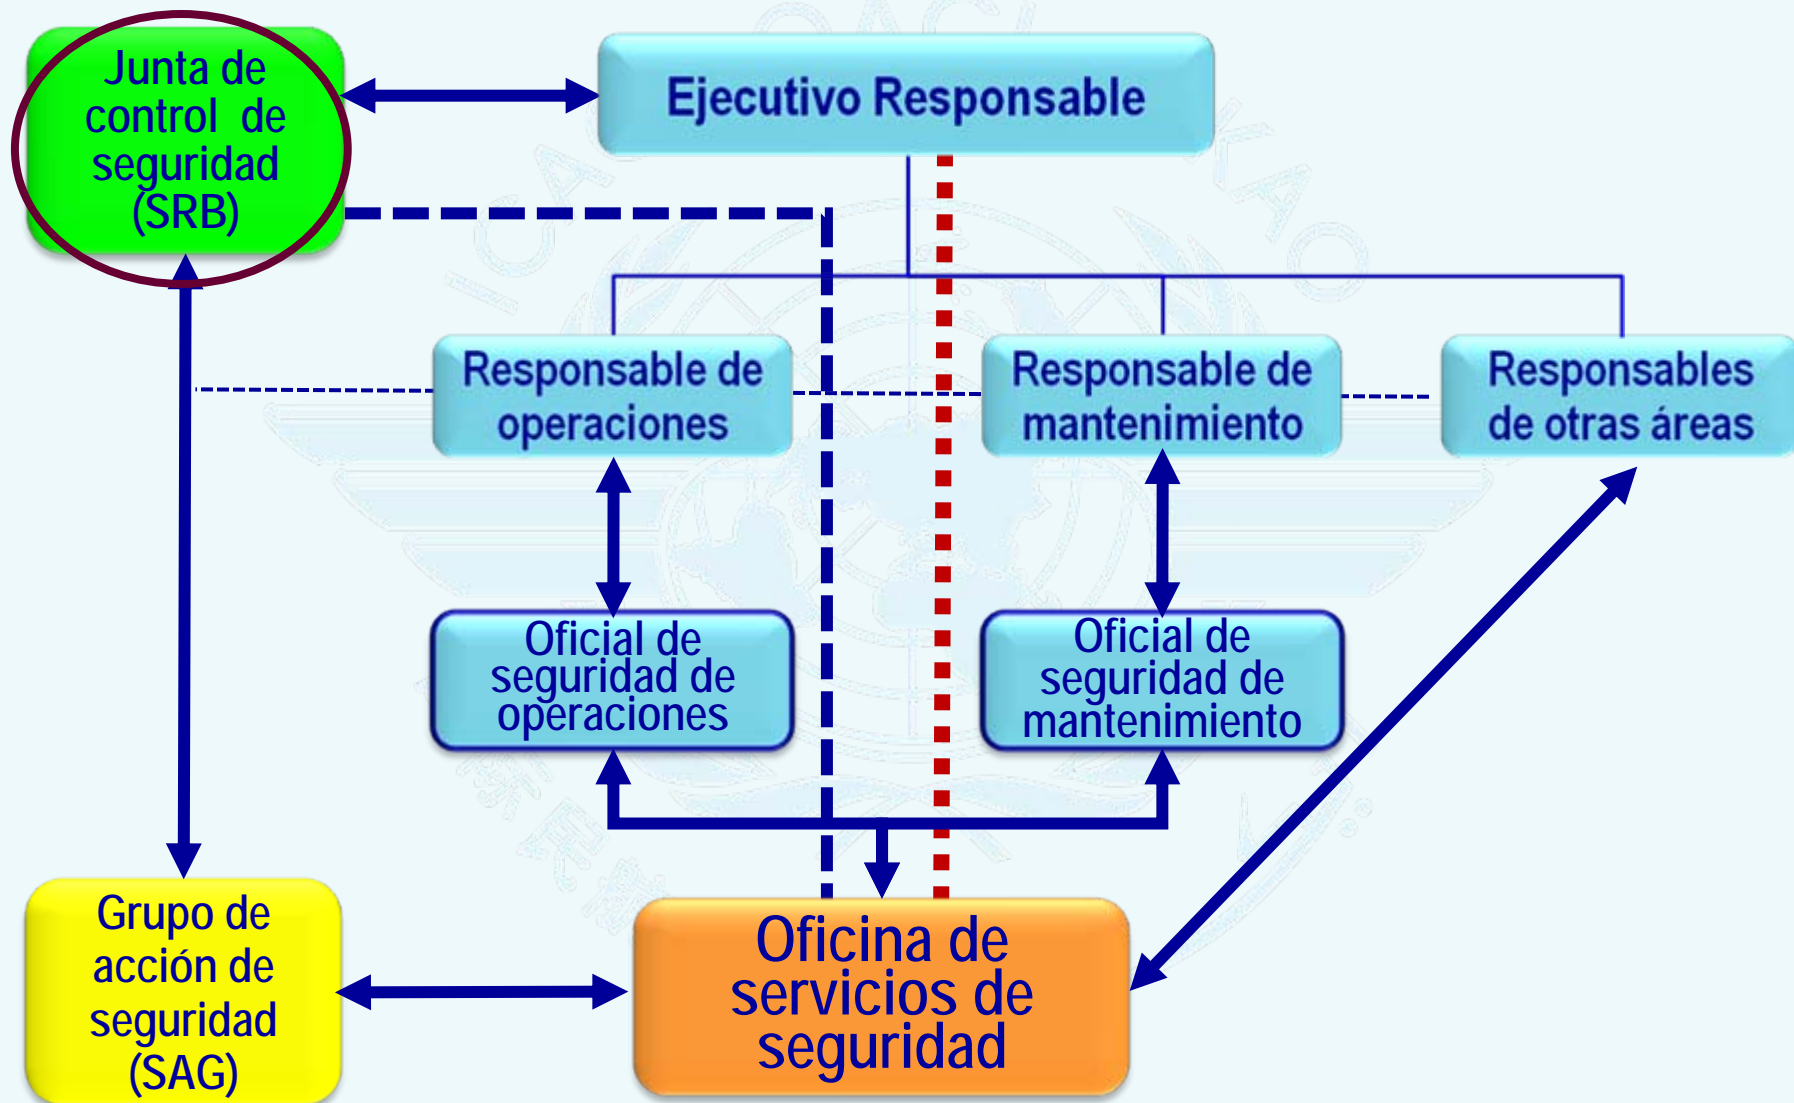 Junta de
control de
seguridad
(SRB)
Ejecutivo Responsable
Responsable de
operaciones
Responsable de
mantenimiento
Responsables
de otras áreas
Oficial de
seguridad de
operaciones
Oficial de
seguridad de
mantenimiento
Grupo de
acción de
seguridad
(SAG)
Oficina de
servicios de
seguridad